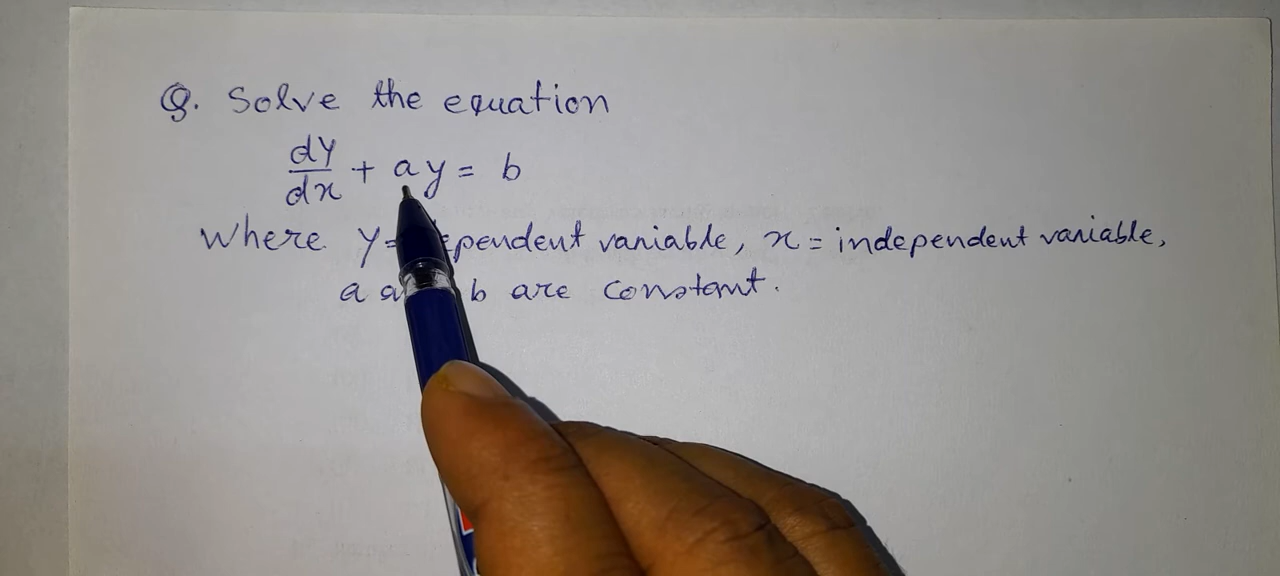 Q. Solve the equation
dy/dx + ay = b
Where y= pendent variable, x = independent variable,
a b are constant.